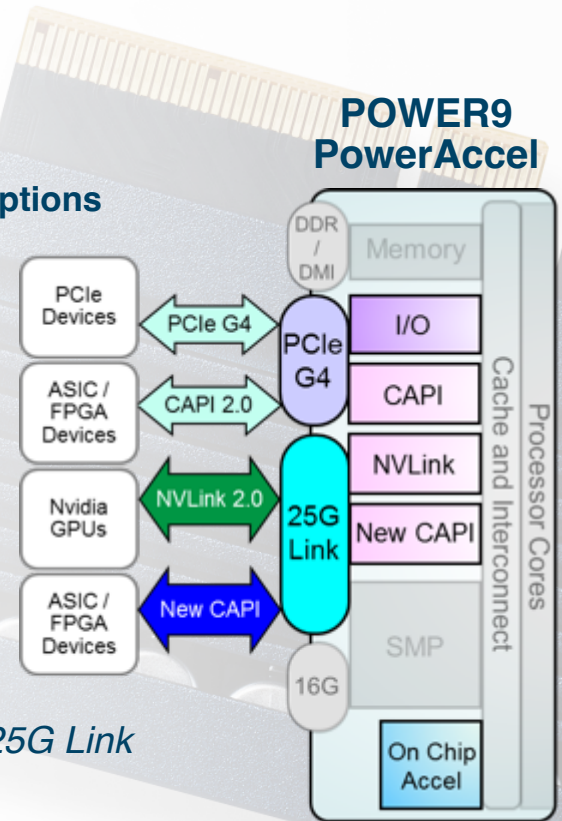 POWER9
PowerAccel
ptions
DDR
/
DMI
Memory
PCIe
Devices
PCIe G4
PCIe
G4
I/O
ASIC /
FPGA
Devices
CAPI 2.0
CAPI
Nvidia
GPUs
NVLink 2.0
25G
Link
NVLink
New CAPI
ASIC /
FPGA
Devices
New CAPI
SMP
16G
On Chip
Accel
Cache and Interconnect
Processor Cores
25G Link